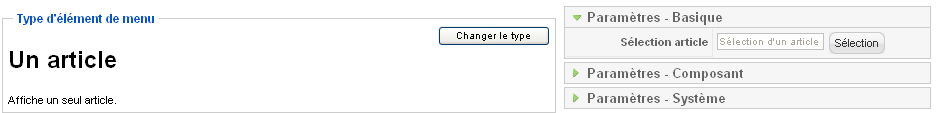 Type d'élément de menu
Changer le type
Un article
Affiche un seul article.
Paramètres - Basique
Sélection article Sélection d'un article Sélection
Paramètres - Composant
Paramètres - Système